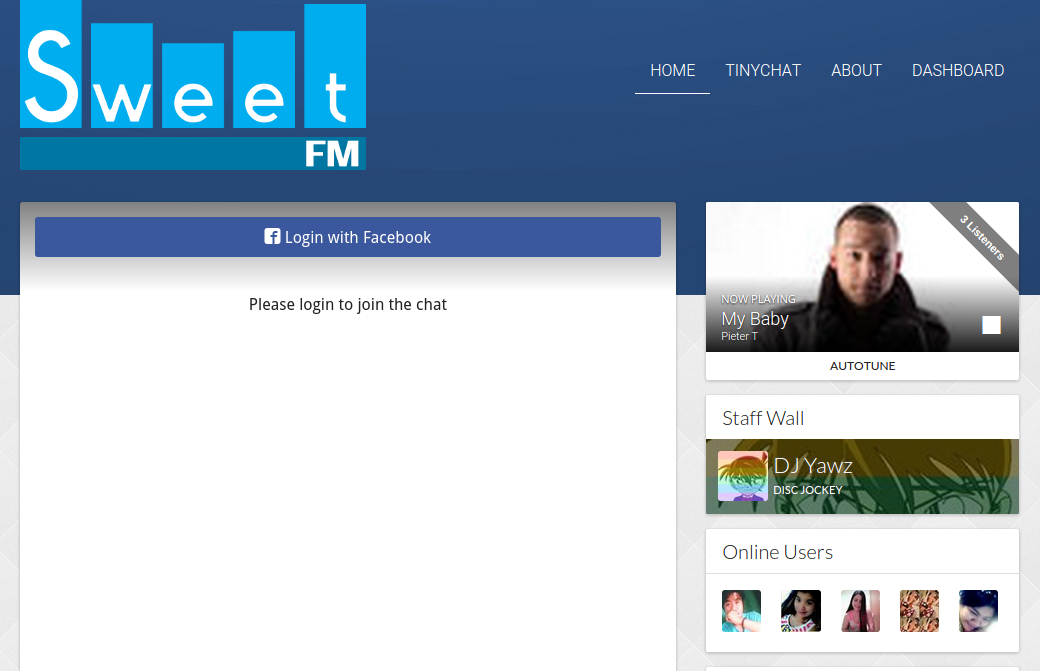 Sweet
FM
HOME TINYCHAT ABOUT DASHBOARD
Login with Facebook
Please login to join the chat
3 Listeners
NOW PLAYING
My Baby
Pieter T
AUTOTUNE
Staff Wall
DJ Yawz
DISC JOCKEY
Online Users